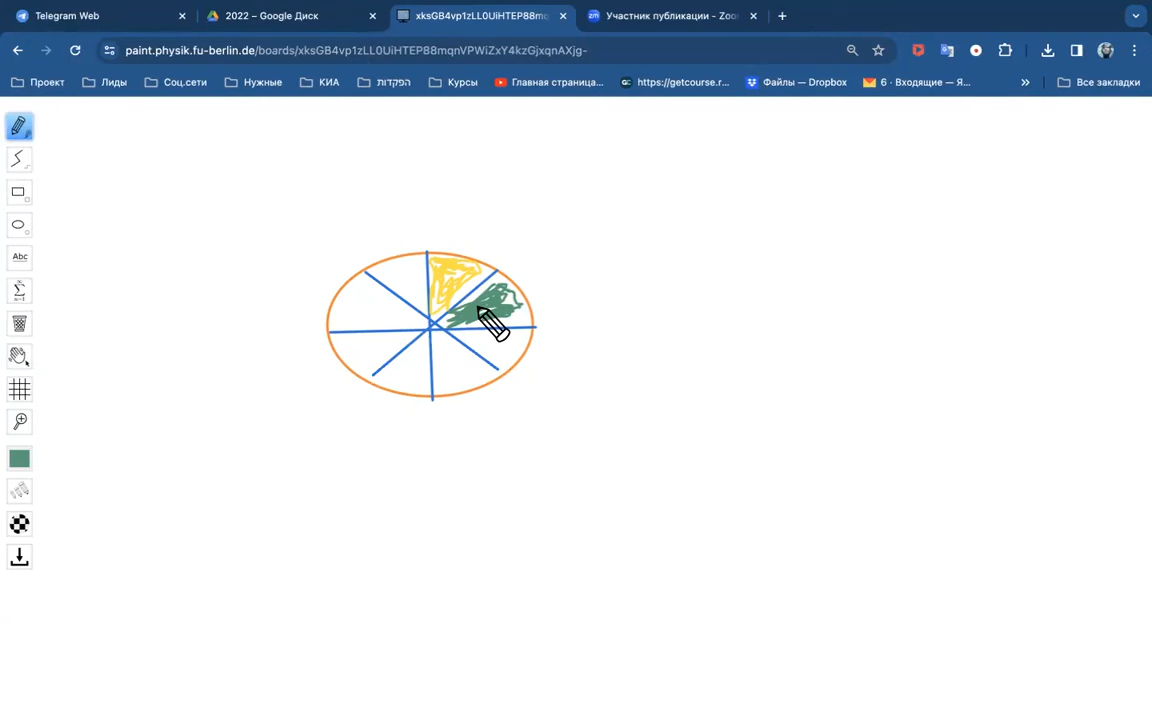 Telegram Web
2022 – Google Диск
xksGB4vp1zLL0UiHTEP88mq
Участник публикации - Zoo
paint.physik.fu-berlin.de/boards/xksGB4vp1zLL0UiHTEP88mqnVPWiZxY4kzGjxqnAXjg-
Проект
Лиды
Соц.сети
Нужные
КИА
הפקדות
Курсы
Главная страница...
https://getcourse.r...
Файлы — Dropbox
6 · Входящие — Я...
»
Все закладки
Abc